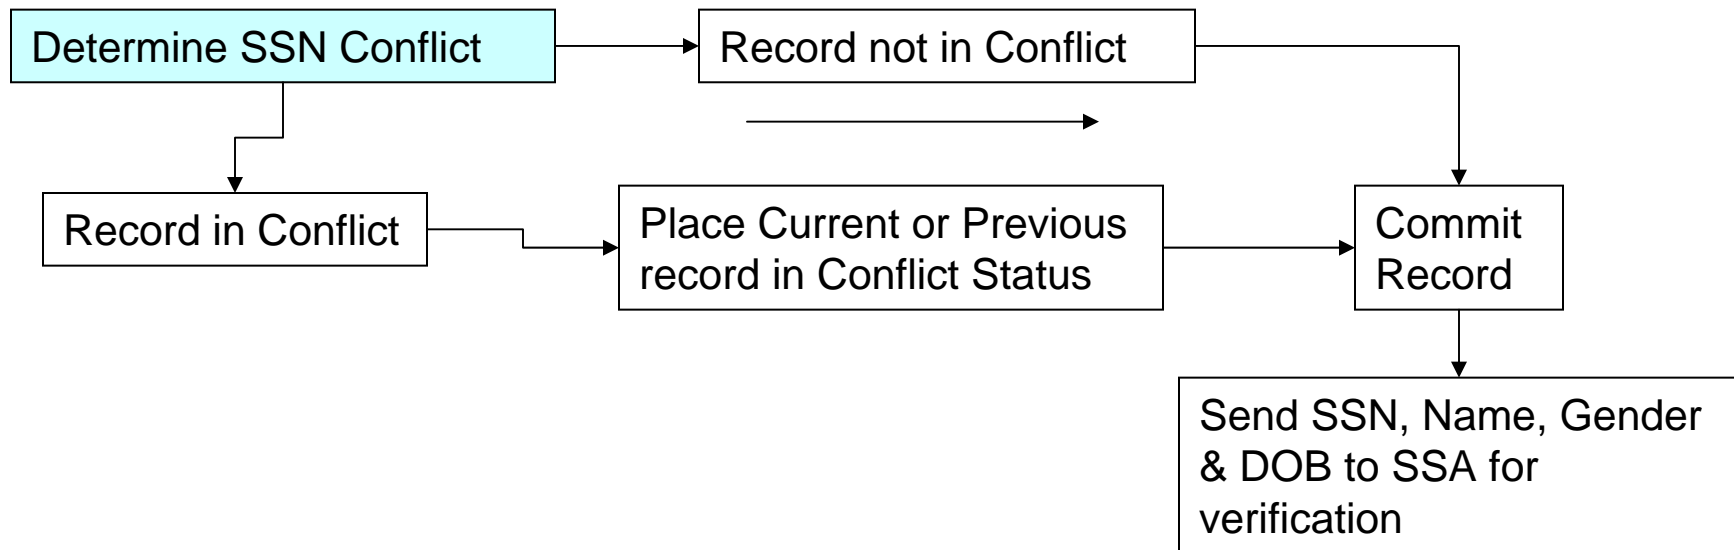 Determine SSN Conflict
Record not in Conflict
Record in Conflict
Place Current or Previous
record in Conflict Status
Commit
Record
Send SSN, Name, Gender
& DOB to SSA for
verification